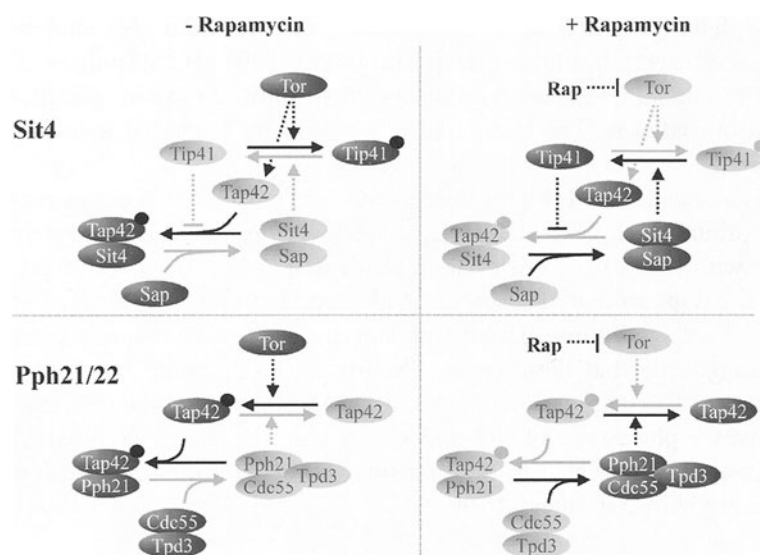 - Rapamycin
+ Rapamycin
Sit4
Tor
Tip41
Tip41
Tap42
Tap42
Sit4
Sit4
Sap
Sap
Rap
Tor
Tip41
Tip41
Tap42
Tap42
Sit4
Sit4
Sap
Sap
Pph21/22
Tor
Tap42
Tap42
Tap42
Pph21
Pph21
Cdc55
Tpd3
Cdc55
Tpd3
Rap
Tor
Tap42
Tap42
Tap42
Pph21
Pph21
Cdc55
Tpd3
Cdc55
Tpd3